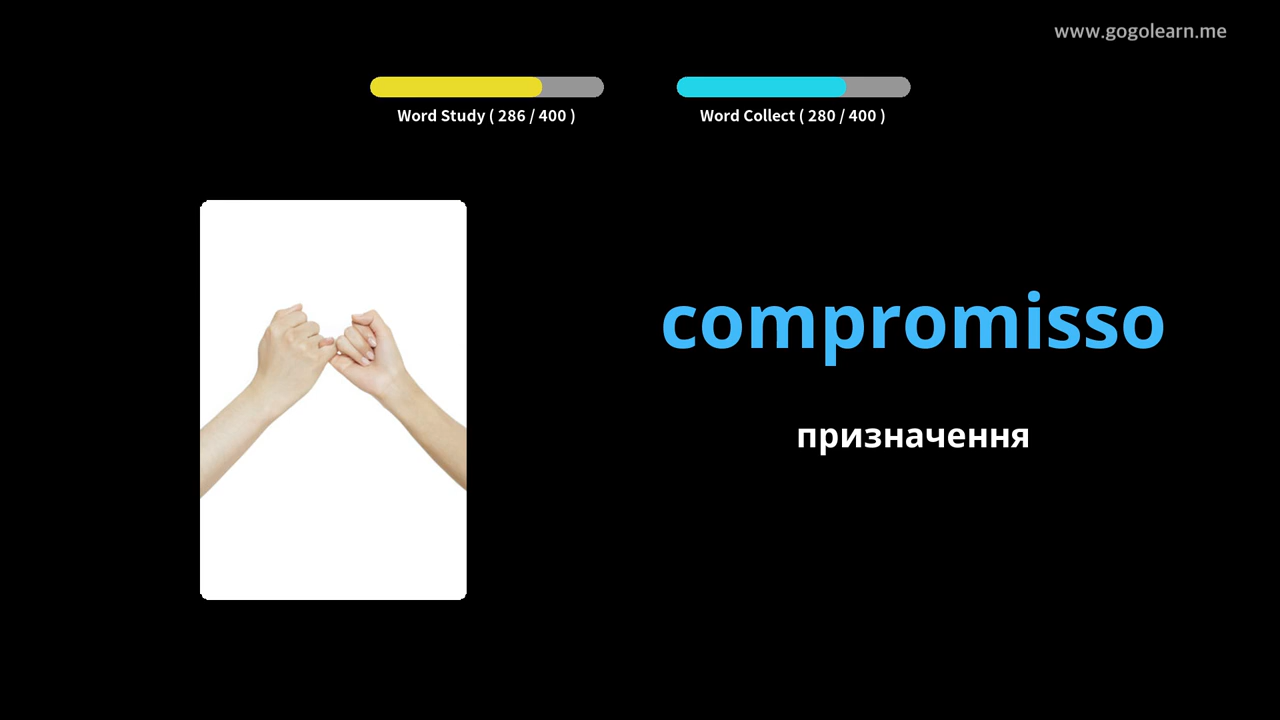 www.gogolearn.me
Word Study ( 286 / 400 )
Word Collect ( 280 / 400 )
compromisso
призначення